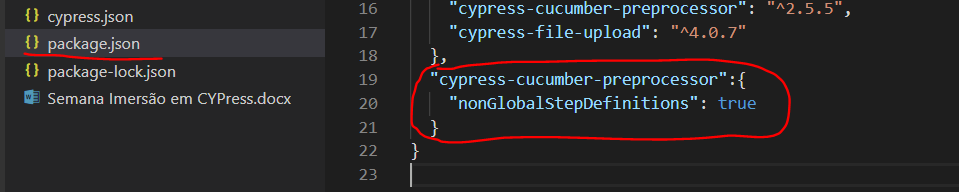 {} cypress.json
{} package.json
{} package-lock.json
Semana Imersão em CYPress.docx
16 "cypress-cucumber-preprocessor": "^2.5.5",
17 "cypress-file-upload": "^4.0.7"
18 },
19 "cypress-cucumber-preprocessor":{
20 "nonGlobalStepDefinitions": true
21 }
22 }
23